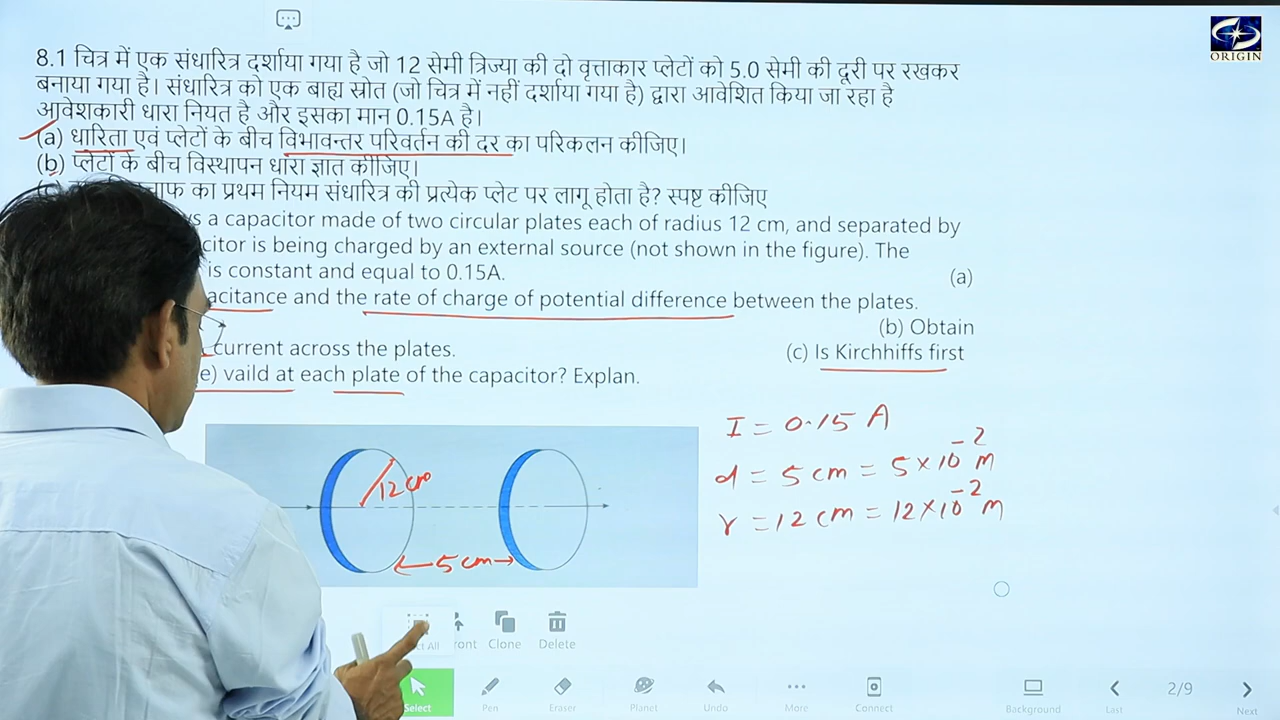 ORIGIN
8.1 चित्र में एक संधारित्र दर्शाया गया है जो 12 सेमी त्रिज्या की दो वृत्ताकार प्लेटों को 5.0 सेमी की दूरी पर रखकर
बनाया गया है। संधारित्र को एक बाह्य स्रोत (जो चित्र में नहीं दर्शाया गया है) द्वारा आवेशित किया जा रहा है
आवेशकारी धारा नियत है और इसका मान 0.15A है।
(a) धारिता एवं प्लेटों के बीच विभावन्तर परिवर्तन की दर का परिकलन कीजिए।
(b) प्लेटों के बीच विस्थापन धारा ज्ञात कीजिए।
का प्रथम नियम संधारित्र की प्रत्येक प्लेट पर लागू होता है? स्पष्ट कीजिए
a capacitor made of two circular plates each of radius 12 cm, and separated by
is being charged by an external source (not shown in the figure). The
is constant and equal to 0.15A.
(a)
and the rate of charge of potential difference between the plates.
(b) Obtain
current across the plates.
(c) Is Kirchhiffs first
vaild at each plate of the capacitor? Explan.
I = 0.15 A
d = 5 cm = 5×10⁻² m
r = 12 cm = 12×10⁻² m
12 cm
5 cm
All
Clone
Delete
Select
Pen
Eraser
Planet
Undo
More
Connect
Background
Last
2/9
Next